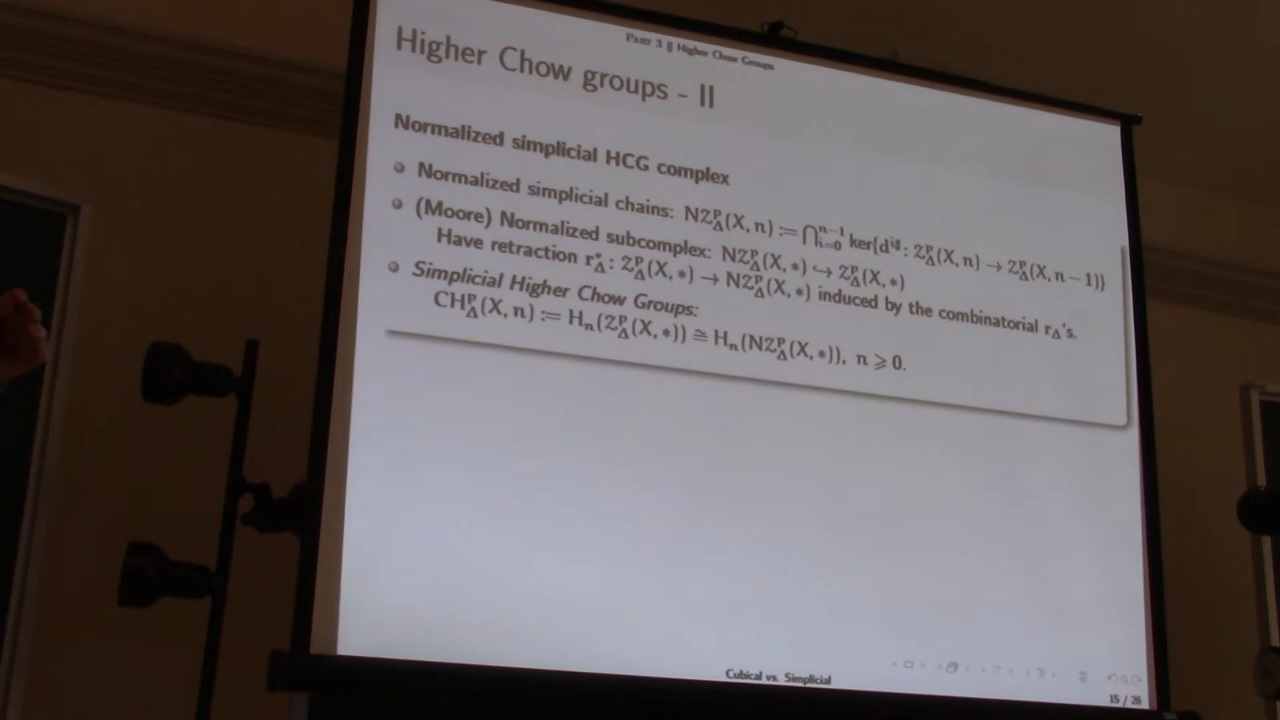 Part 3 || Higher Chow Groups
Higher Chow groups - II
Normalized simplicial HCG complex
Normalized simplicial chains: NZ^p_Δ(X, n) := ⋂^{n-1}_{i=0} ker{d^{i♮} : Z^p_Δ(X, n) → Z^p_Δ(X, n − 1)}
(Moore) Normalized subcomplex: NZ^p_Δ(X, ∗) ↪ Z^p_Δ(X, ∗)
Have retraction r^∗_Δ : Z^p_Δ(X, ∗) → NZ^p_Δ(X, ∗) induced by the combinatorial r_Δ's.
Simplicial Higher Chow Groups:
CH^p_Δ(X, n) := H_n(Z^p_Δ(X, ∗)) ≅ H_n(NZ^p_Δ(X, ∗)), n ⩾ 0.
Cubical vs. Simplicial
15 / 26